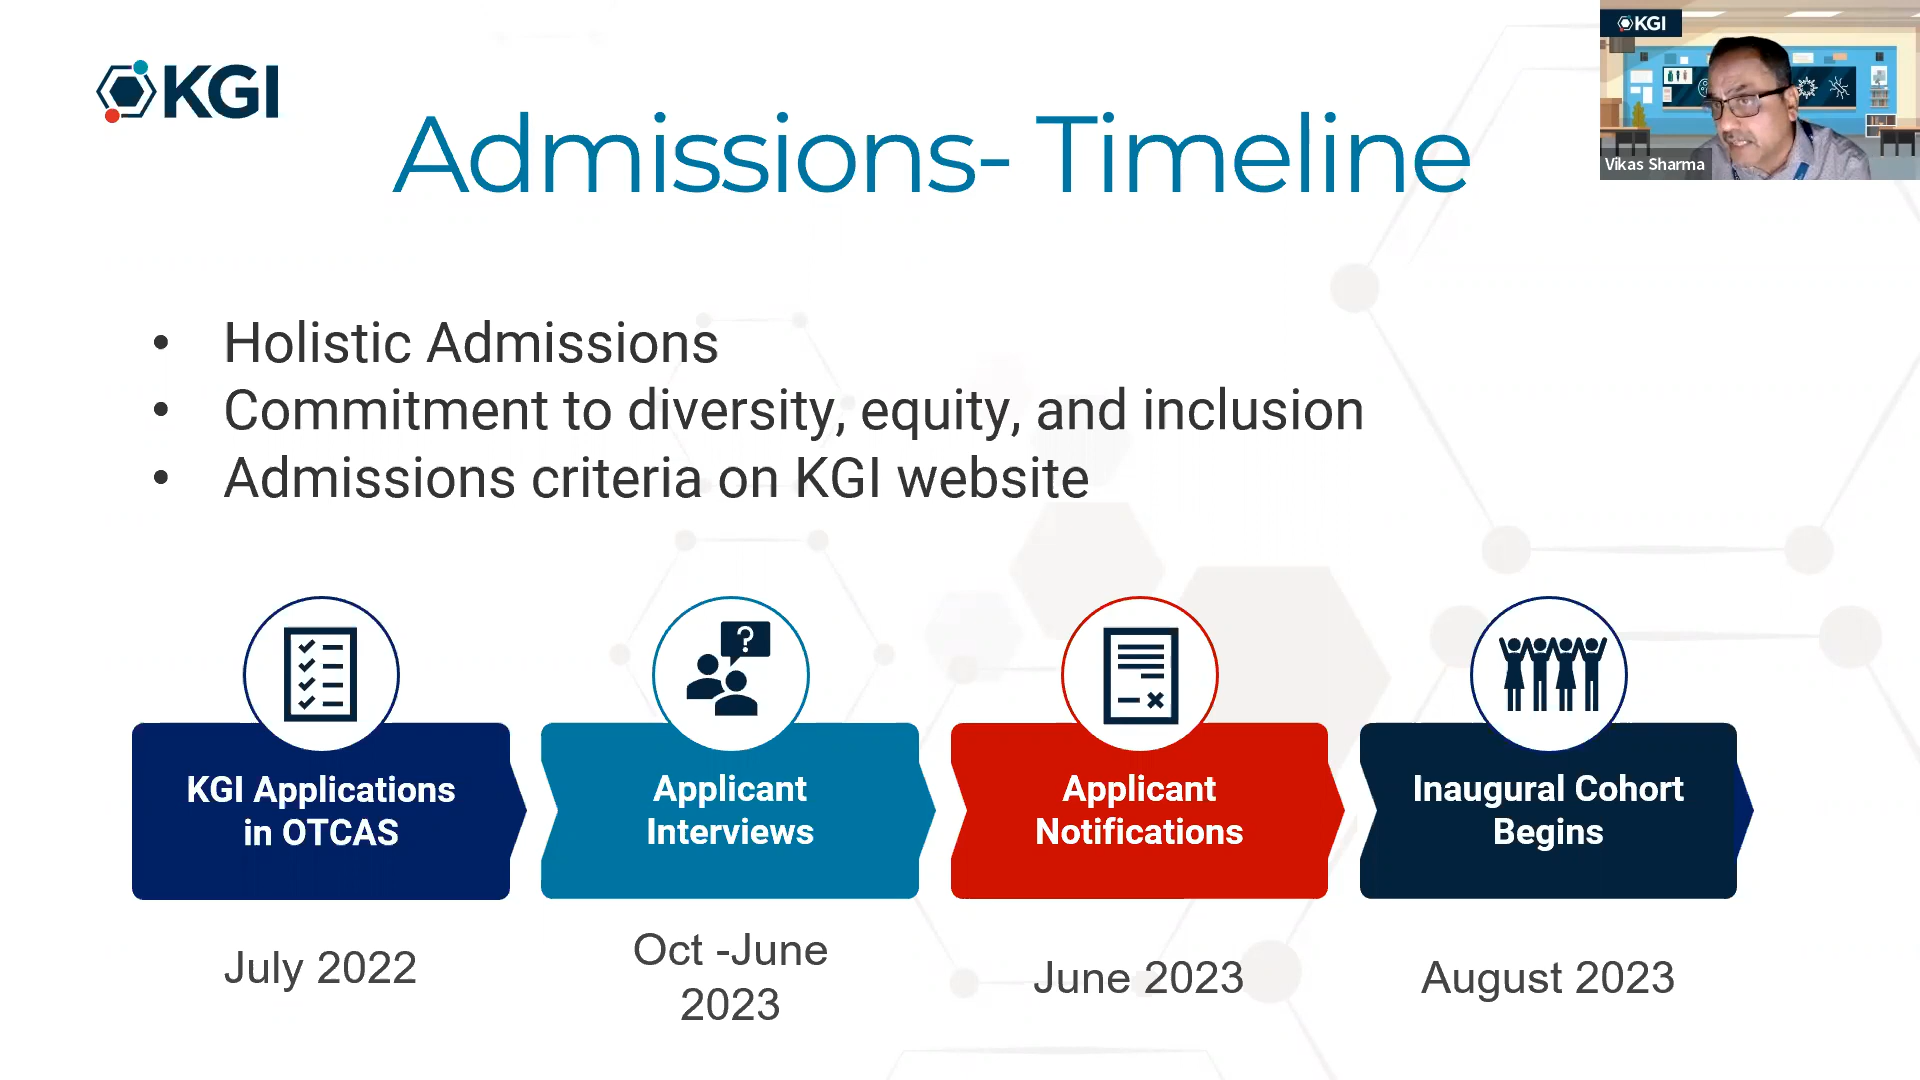 KGI
KGI
Vikas Sharma
Admissions- Timeline
• Holistic Admissions
• Commitment to diversity, equity, and inclusion
• Admissions criteria on KGI website
?
KGI Applications
in OTCAS
Applicant
Interviews
Applicant
Notifications
Inaugural Cohort
Begins
July 2022
Oct -June
2023
June 2023
August 2023